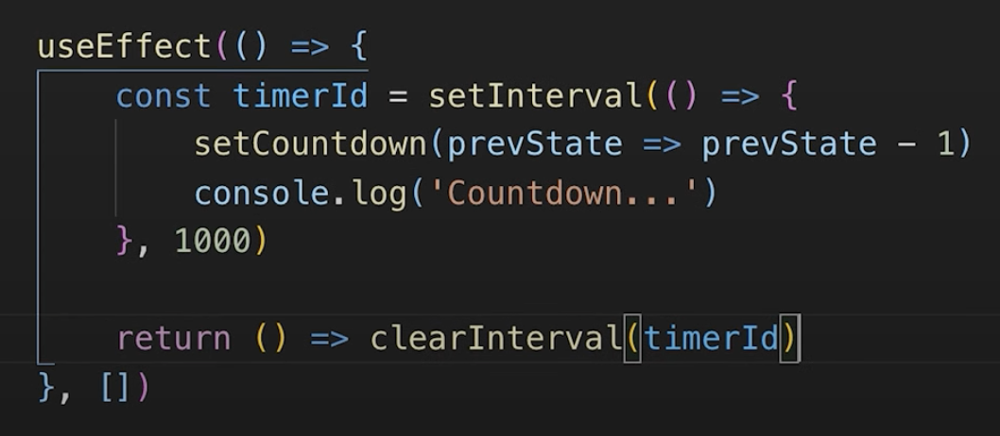 useEffect(() => {
    const timerId = setInterval(() => {
        setCountdown(prevState => prevState - 1)
        console.log('Countdown...')
    }, 1000)

    return () => clearInterval(timerId)
}, [])